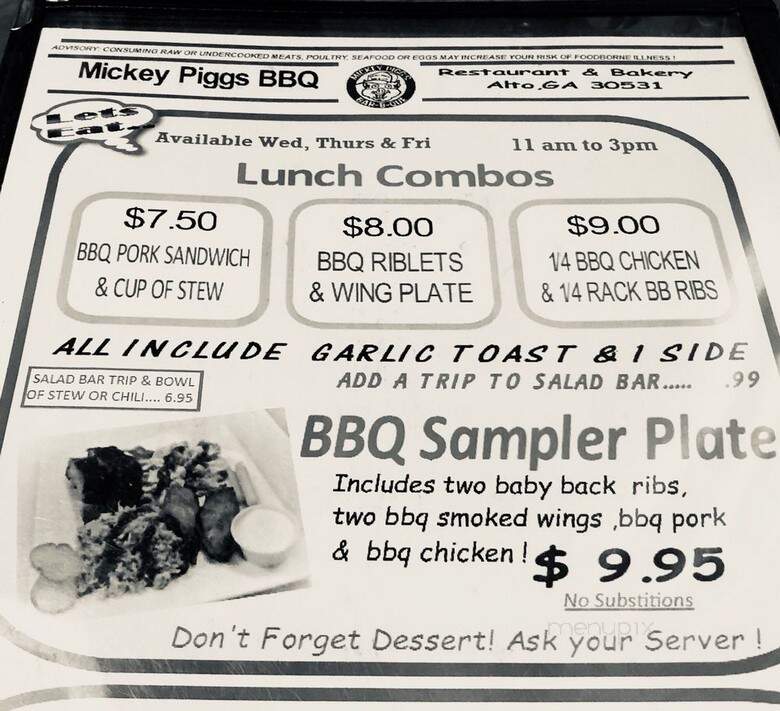 ADVISORY: CONSUMING RAW OR UNDERCOOKED MEATS, POULTRY, SEAFOOD OR EGGS MAY INCREASE YOUR RISK OF FOODBORNE ILLNESS !
Mickey Piggs BBQ
MICKEY PIGGS
BAR-B-QUE
Restaurant & Bakery
Alto,GA 30531
Lets
Eat...
Available Wed, Thurs & Fri
11 am to 3pm
Lunch Combos
$7.50
BBQ PORK SANDWICH
& CUP OF STEW
$8.00
BBQ RIBLETS
& WING PLATE
$9.00
1/4 BBQ CHICKEN
& 1/4 RACK BB RIBS
ALL INCLUDE GARLIC TOAST & 1 SIDE
ADD A TRIP TO SALAD BAR..... .99
SALAD BAR TRIP & BOWL
OF STEW OR CHILI.... 6.95
BBQ Sampler Plate
Includes two baby back ribs,
two bbq smoked wings ,bbq pork
& bbq chicken !
$ 9.95
No Substitions
menupix
Don't Forget Dessert! Ask your Server !